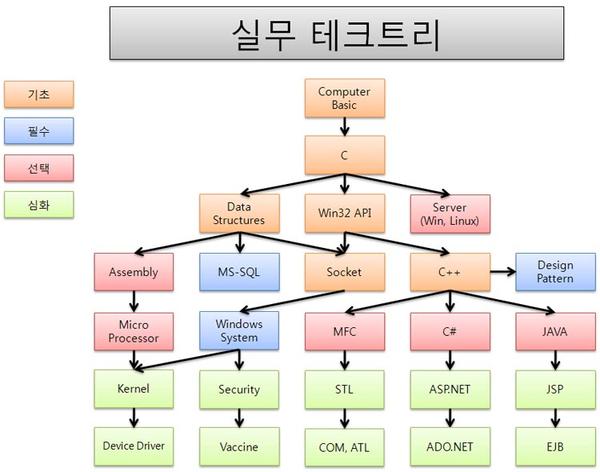 실무 테크트리
기초
필수
선택
심화
Computer
Basic
C
Data
Structures
Win32 API
Server
(Win, Linux)
Assembly
MS-SQL
Socket
C++
Design
Pattern
Micro
Processor
Windows
System
MFC
C#
JAVA
Kernel
Security
STL
ASP.NET
JSP
Device Driver
Vaccine
COM, ATL
ADO.NET
EJB